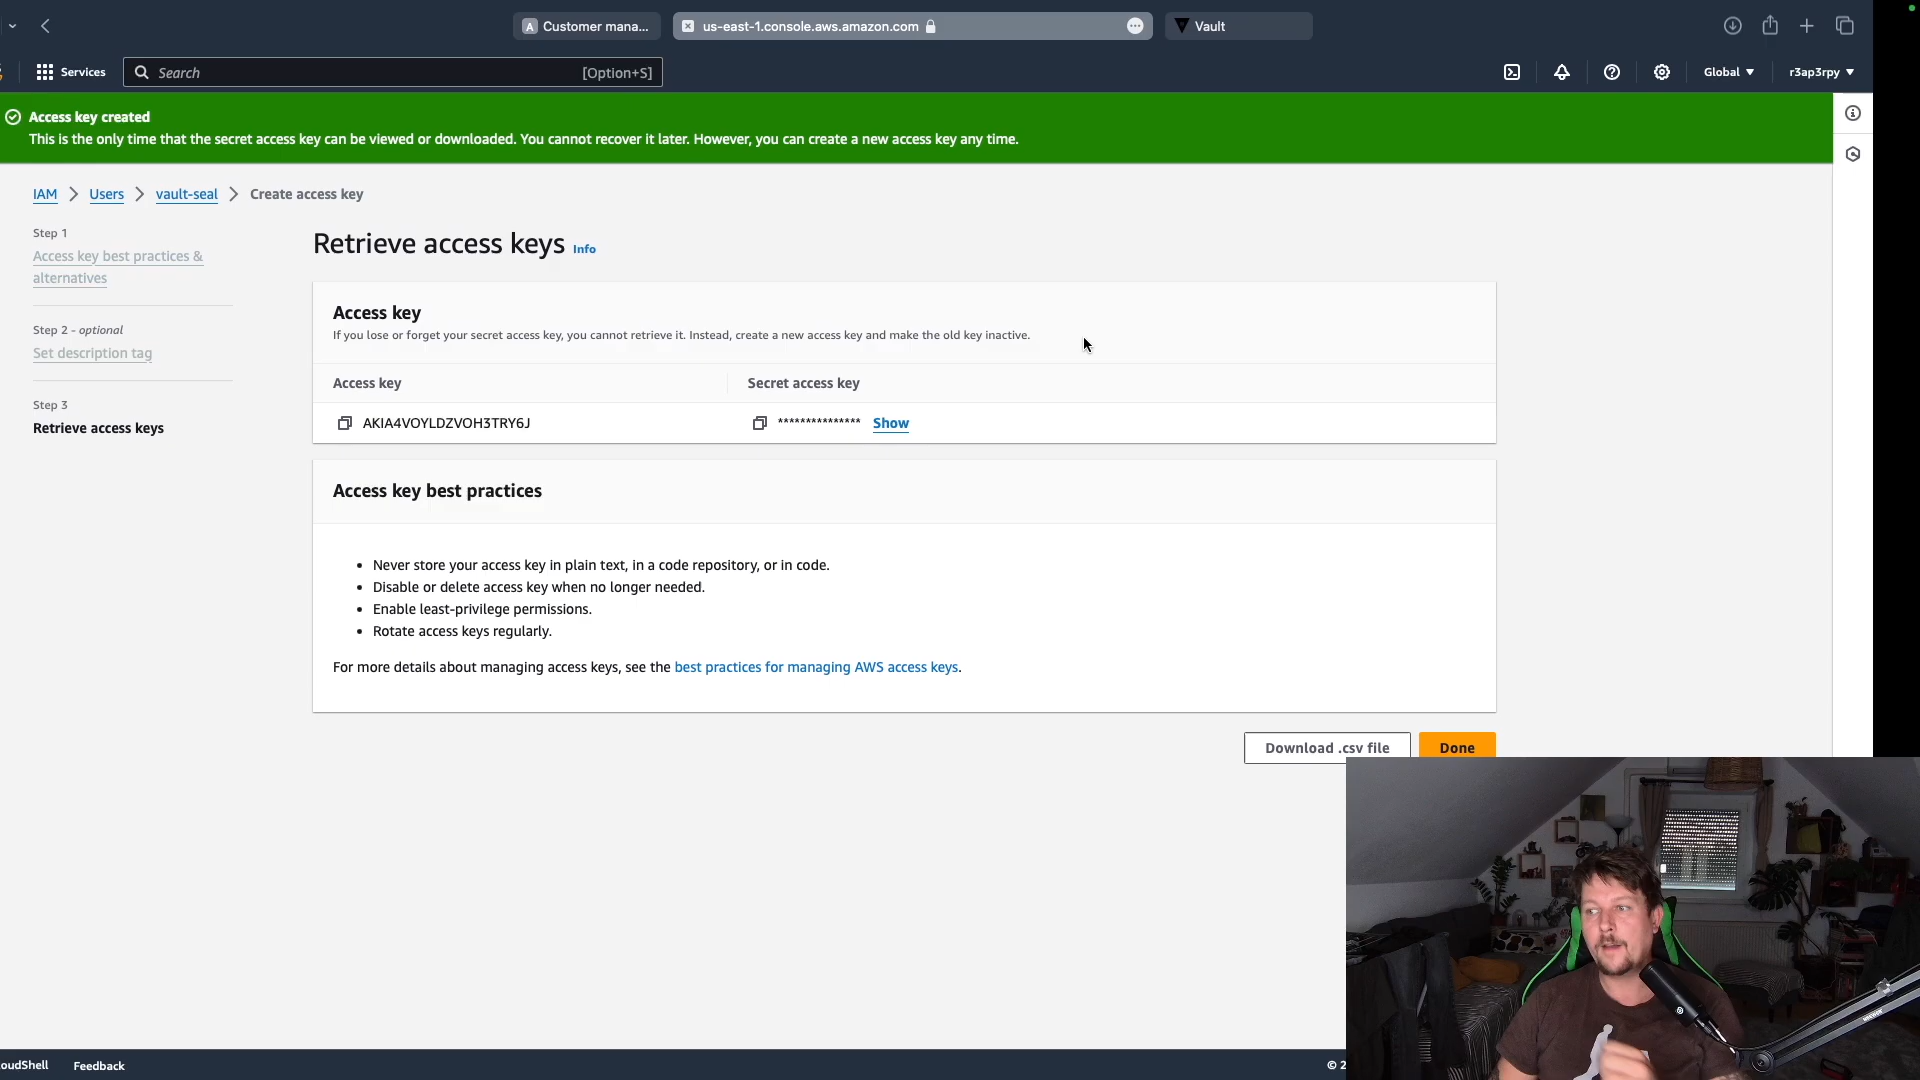 Customer mana...
us-east-1.console.aws.amazon.com
Vault
Services
Search
[Option+S]
Global
r3ap3rpy
Access key created
This is the only time that the secret access key can be viewed or downloaded. You cannot recover it later. However, you can create a new access key any time.
IAM
Users
vault-seal
Create access key
Step 1
Access key best practices &
alternatives
Step 2 - optional
Set description tag
Step 3
Retrieve access keys
Retrieve access keys Info
Access key
If you lose or forget your secret access key, you cannot retrieve it. Instead, create a new access key and make the old key inactive.
Access key
Secret access key
AKIA4VOYLDZVOH3TRY6J
*************** Show
Access key best practices
• Never store your access key in plain text, in a code repository, or in code.
• Disable or delete access key when no longer needed.
• Enable least-privilege permissions.
• Rotate access keys regularly.
For more details about managing access keys, see the best practices for managing AWS access keys.
Download .csv file
Done
oudShell
Feedback
© 2